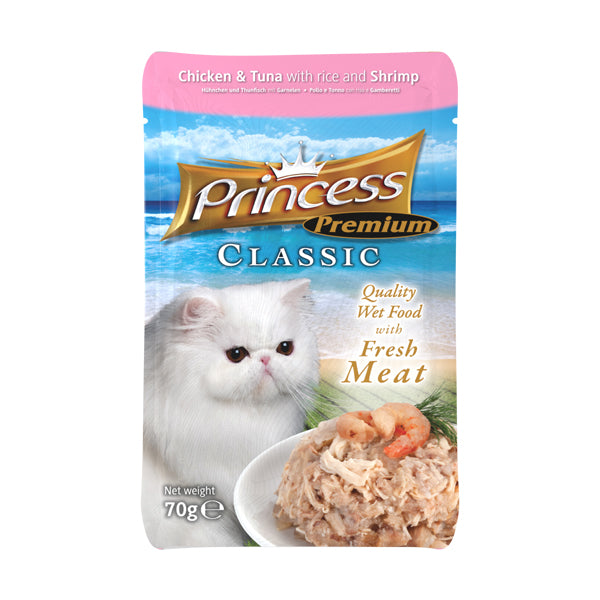 Chicken & Tuna with rice and Shrimp
Hühnchen und Thunfisch mit Garnelen • Pollo e Tonno con riso e Gamberetti
Princess
Premium
CLASSIC
Quality
Wet Food
with
Fresh
Meat
Net weight
70g ℮